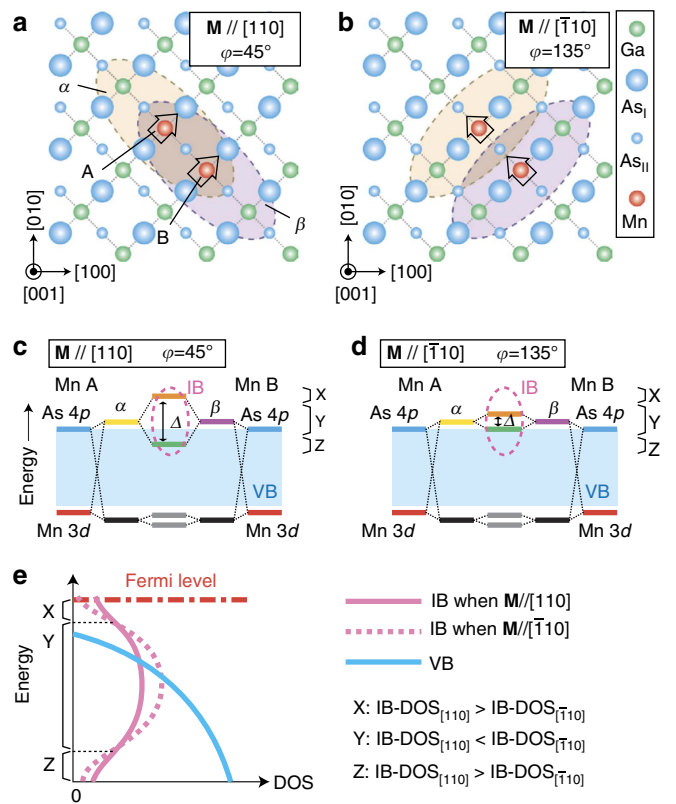 a
M // [110]
φ=45°
α
A
B
β
[010]
[100]
[001]
b
M // [1̅10]
φ=135°
[010]
[100]
[001]
Ga
As_I
As_II
Mn
c
M // [110] φ=45°
Mn A
IB
Mn B
As 4p
α
Δ
β
As 4p
X
Y
Z
Energy
VB
Mn 3d
Mn 3d
d
M // [1̅10] φ=135°
Mn A
IB
Mn B
As 4p
α
Δ
β
As 4p
X
Y
Z
VB
Mn 3d
Mn 3d
e
Fermi level
X
Y
Z
Energy
0
DOS
IB when M//[110]
IB when M//[1̅10]
VB
X: IB-DOS[110] > IB-DOS[1̅10]
Y: IB-DOS[110] < IB-DOS[1̅10]
Z: IB-DOS[110] > IB-DOS[1̅10]